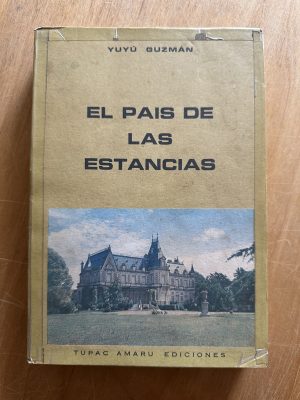 YUYÚ GUZMÁN
EL PAIS DE
LAS
ESTANCIAS
TUPAC AMARU EDICIONES